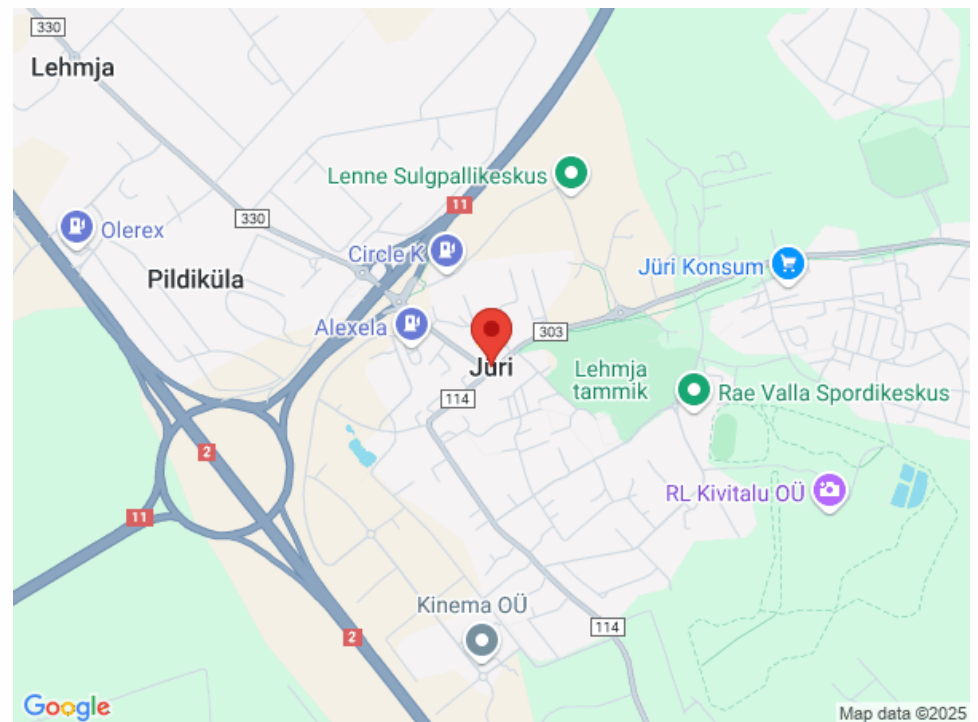 330
Lehmja
Lenne Sulgpallikeskus
11
330
Olerex
Circle K
Jüri Konsum
Pildiküla
Alexela
303
Jüri
Lehmja
tammik
114
Rae Valla Spordikeskus
2
RL Kivitalu OÜ
11
Kinema OÜ
114
2
Google
Map data ©2025